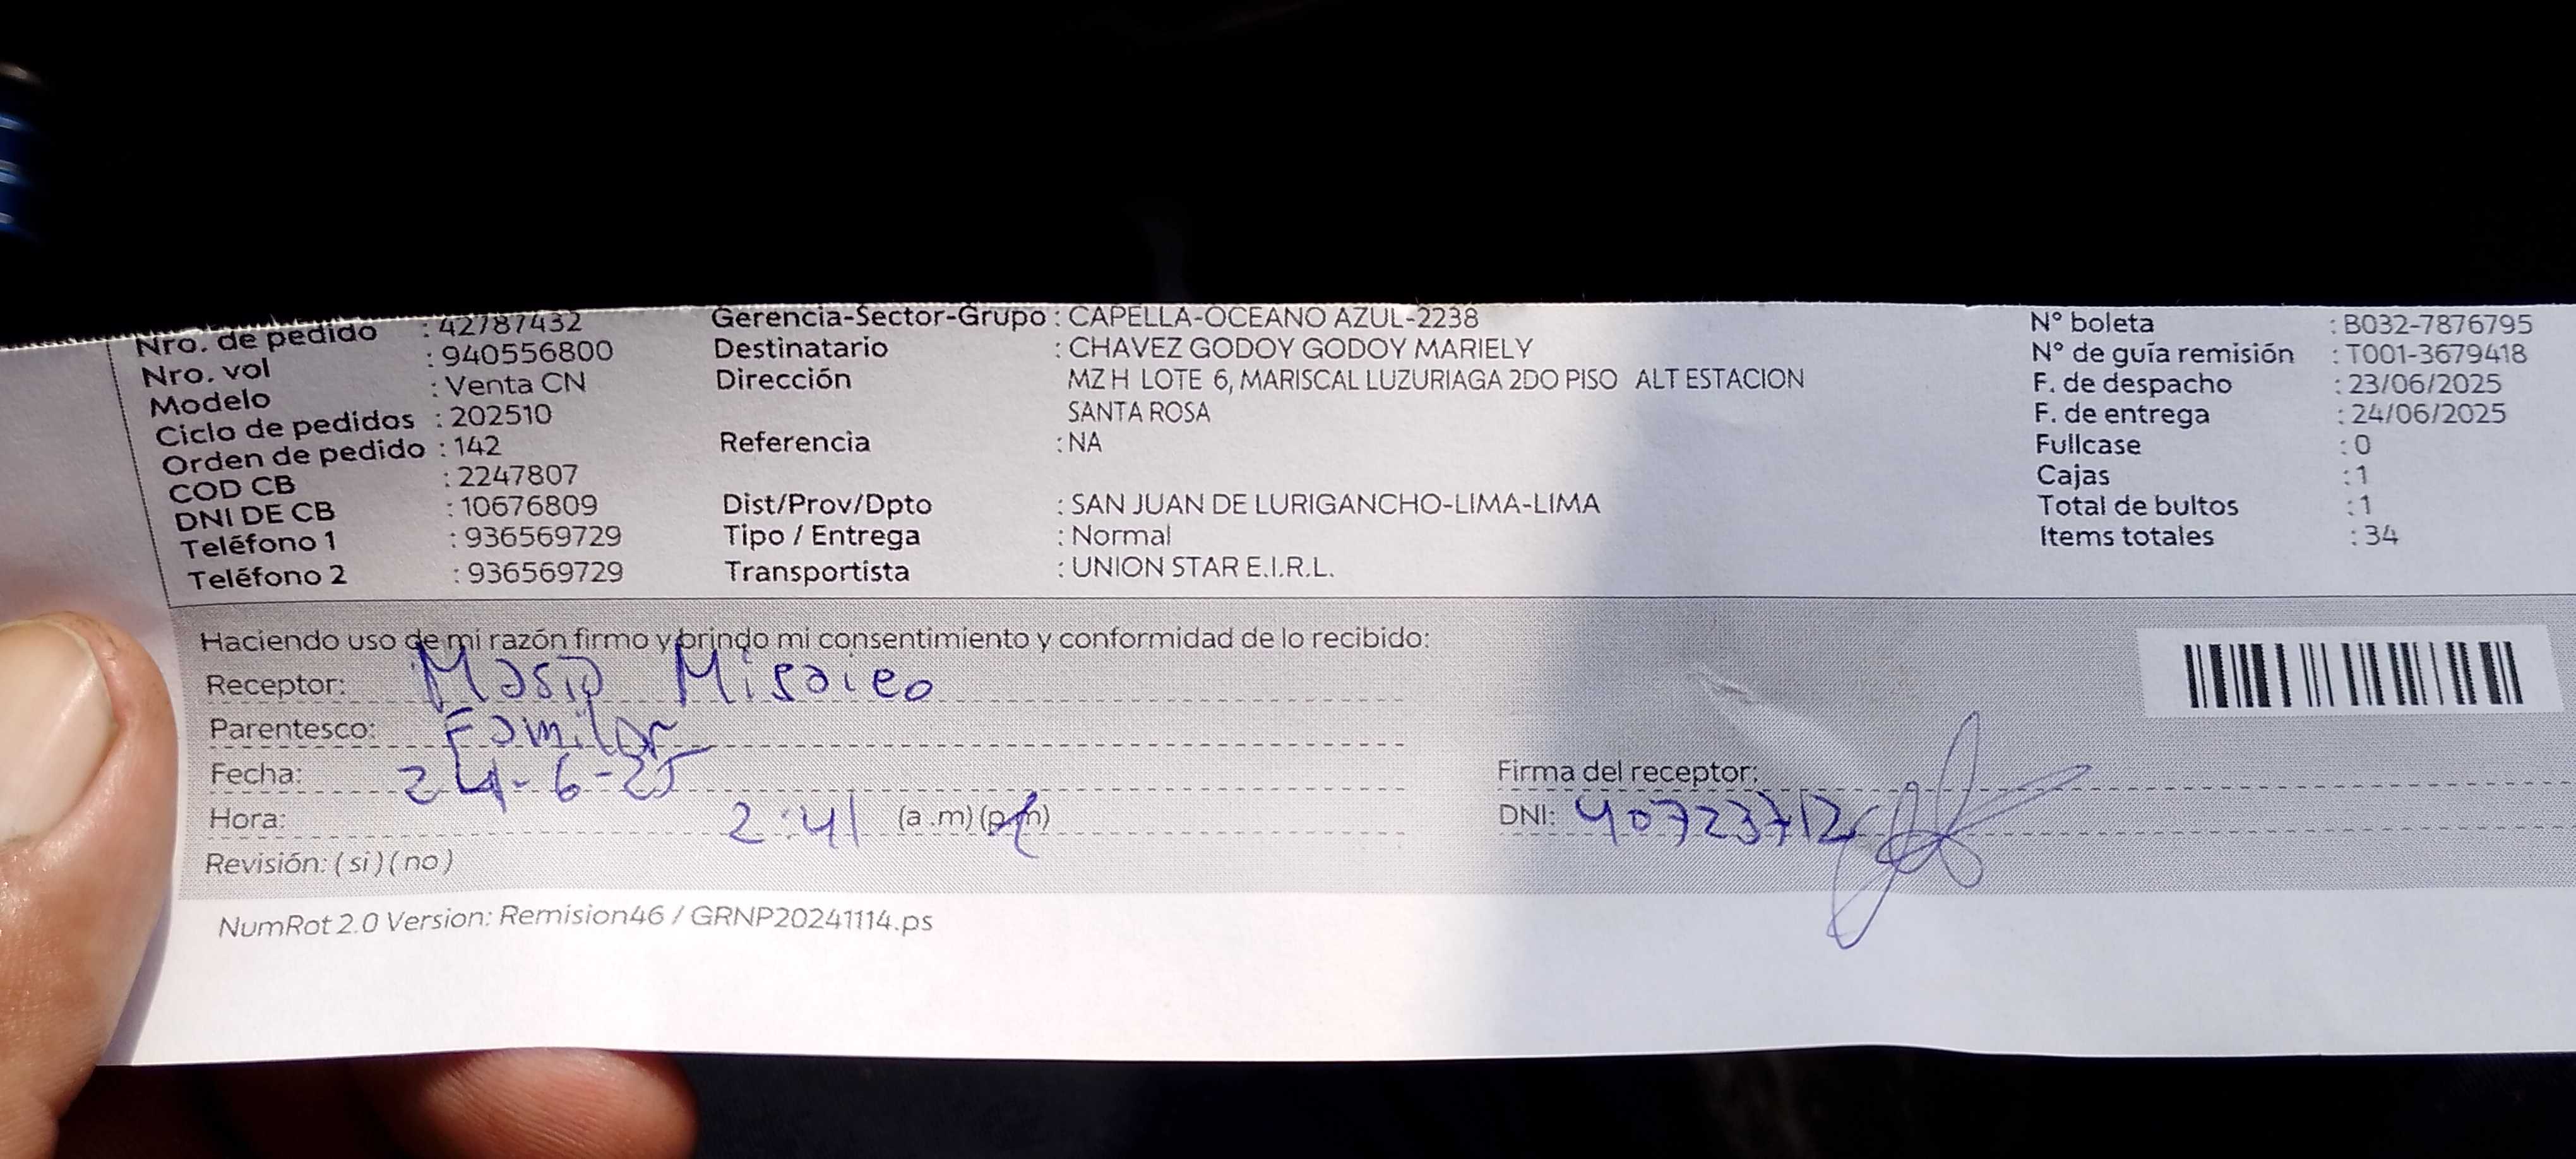 Nro. de pedido : 42787432
Nro. vol : 940556800
Modelo : Venta CN
Ciclo de pedidos : 202510
Orden de pedido : 142
COD CB : 2247807
DNI DE CB : 10676809
Teléfono 1 : 936569729
Teléfono 2 : 936569729
Gerencia-Sector-Grupo : CAPELLA-OCEANO AZUL-2238
Destinatario : CHAVEZ GODOY GODOY MARIELY
Dirección MZ H LOTE 6, MARISCAL LUZURIAGA 2DO PISO ALT ESTACION
SANTA ROSA
Referencia : NA
Dist/Prov/Dpto : SAN JUAN DE LURIGANCHO-LIMA-LIMA
Tipo / Entrega : Normal
Transportista : UNION STAR E.I.R.L.
N° boleta : B032-7876795
N° de guía remisión : T001-3679418
F. de despacho : 23/06/2025
F. de entrega : 24/06/2025
Fullcase : 0
Cajas : 1
Total de bultos : 1
Items totales : 34
Haciendo uso de mi razón firmo y brindo mi consentimiento y conformidad de lo recibido:
Receptor:
Parentesco: Familar
Fecha: 24-6-25
Hora: 2:41 (a .m) (p.m)
Revisión: (si) (no)
Firma del receptor:
DNI: 40723712
NumRot 2.0 Version: Remision46 / GRNP20241114.ps